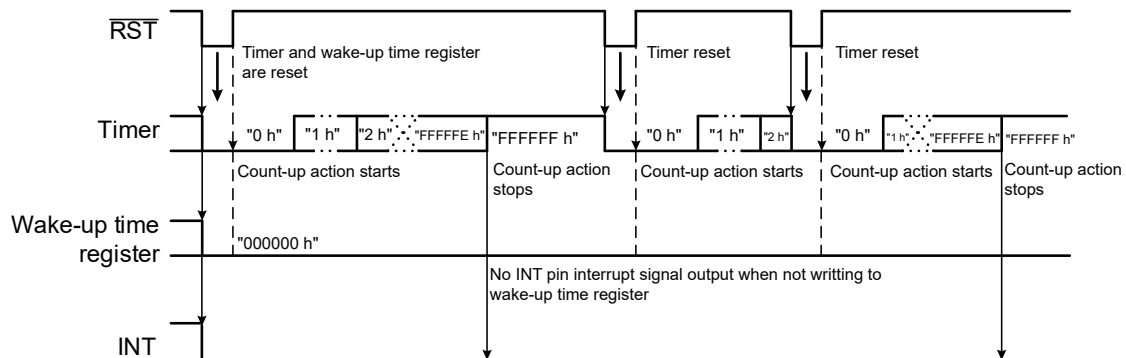 RST
Timer and wake-up time register
are reset
Timer reset
Timer reset
Timer
"0 h"
"1 h"
"2 h"
"FFFFFE h"
"FFFFFF h"
"0 h"
"1 h"
"2 h"
"0 h"
"1 h"
"FFFFFE h"
"FFFFFF h"
Count-up action starts
Count-up action
stops
Count-up action starts
Count-up action starts
Count-up action
stops
Wake-up time
register
"000000 h"
No INT pin interrupt signal output when not writting to
wake-up time register
INT